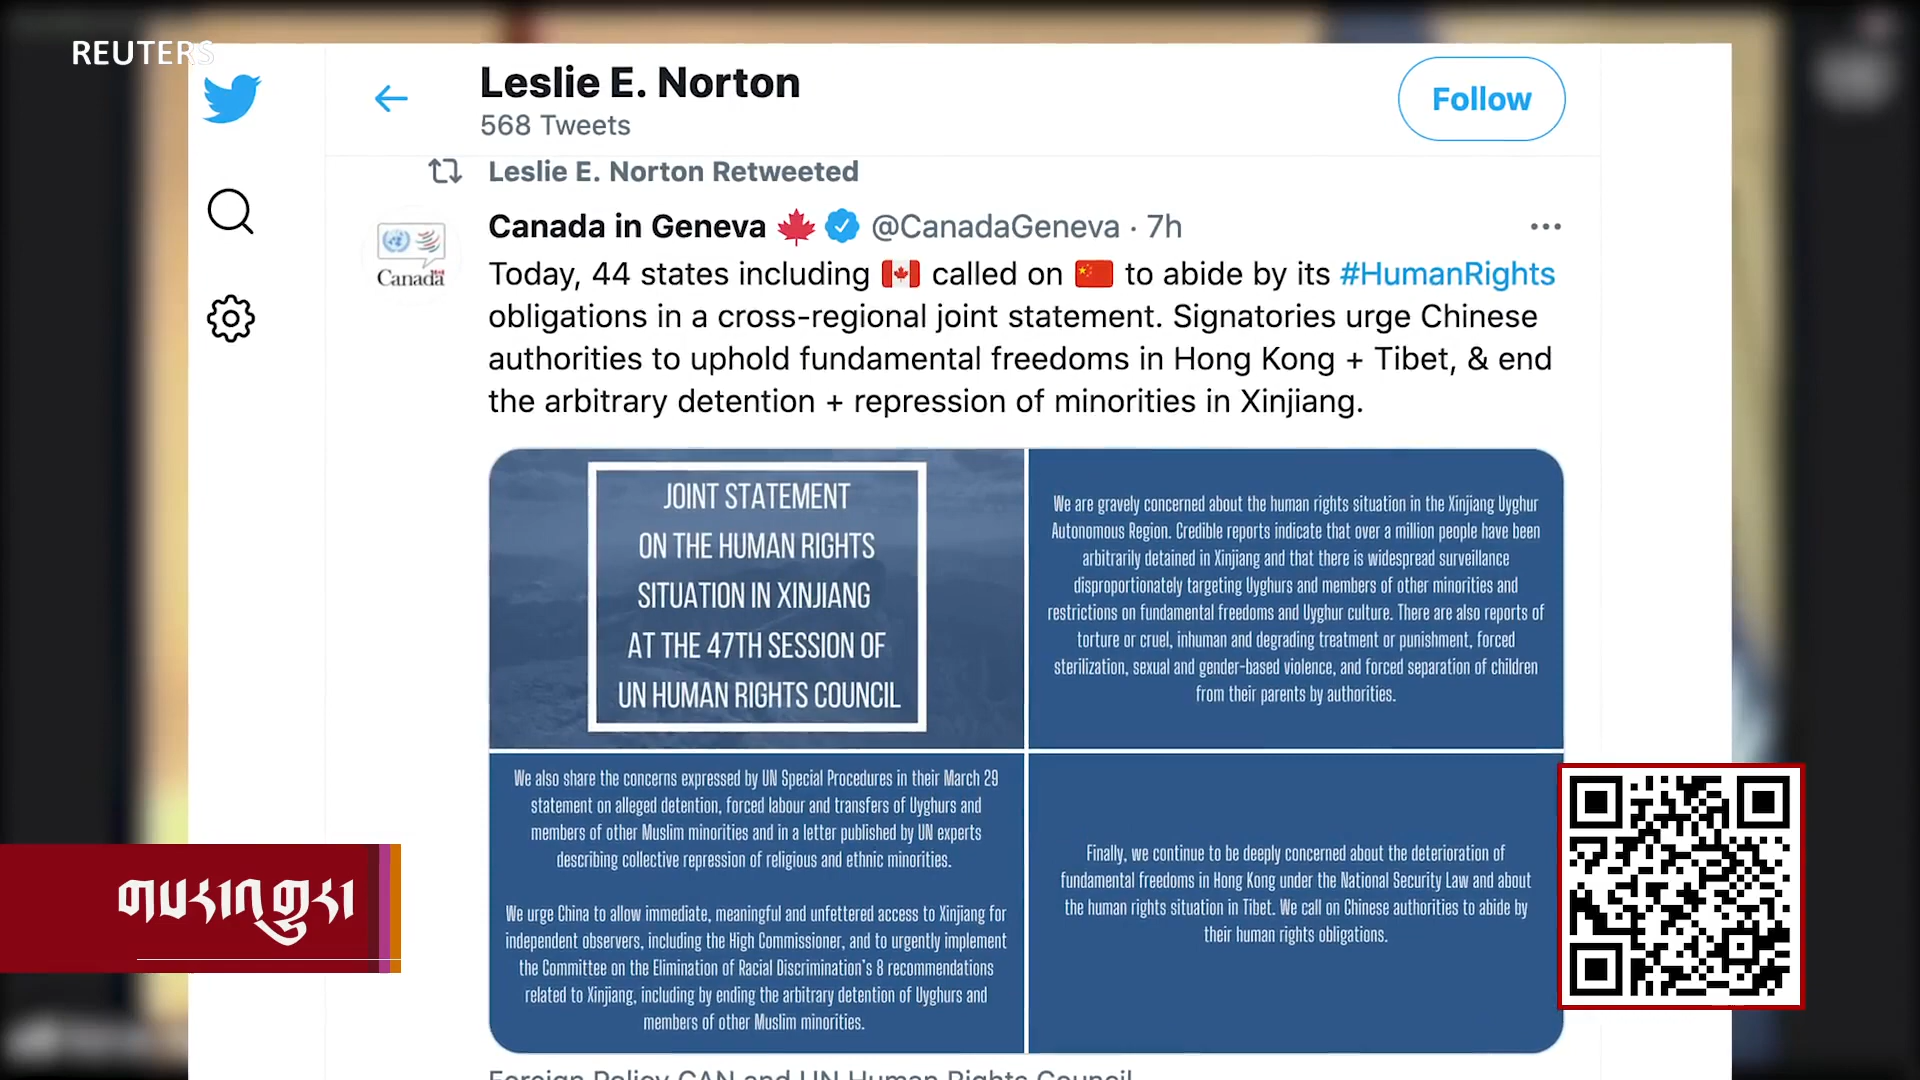 REUTERS
Leslie E. Norton
568 Tweets
Follow
Leslie E. Norton Retweeted
Canada in Geneva 🍁 @CanadaGeneva · 7h
Today, 44 states including 🇨🇦 called on 🇨🇳 to abide by its #HumanRights
obligations in a cross-regional joint statement. Signatories urge Chinese
authorities to uphold fundamental freedoms in Hong Kong + Tibet, & end
the arbitrary detention + repression of minorities in Xinjiang.
Canada
JOINT STATEMENT
ON THE HUMAN RIGHTS
SITUATION IN XINJIANG
AT THE 47TH SESSION OF
UN HUMAN RIGHTS COUNCIL
We are gravely concerned about the human rights situation in the Xinjiang Uyghur
Autonomous Region. Credible reports indicate that over a million people have been
arbitrarily detained in Xinjiang and that there is widespread surveillance
disproportionately targeting Uyghurs and members of other minorities and
restrictions on fundamental freedoms and Uyghur culture. There are also reports of
torture or cruel, inhuman and degrading treatment or punishment, forced
sterilization, sexual and gender-based violence, and forced separation of children
from their parents by authorities.
We also share the concerns expressed by UN Special Procedures in their March 29
statement on alleged detention, forced labour and transfers of Uyghurs and
members of other Muslim minorities and in a letter published by UN experts
describing collective repression of religious and ethnic minorities.
We urge China to allow immediate, meaningful and unfettered access to Xinjiang for
independent observers, including the High Commissioner, and to urgently implement
the Committee on the Elimination of Racial Discrimination's 8 recommendations
related to Xinjiang, including by ending the arbitrary detention of Uyghurs and
members of other Muslim minorities.
Finally, we continue to be deeply concerned about the deterioration of
fundamental freedoms in Hong Kong under the National Security Law and about
the human rights situation in Tibet. We call on Chinese authorities to abide by
their human rights obligations.
Foreign Policy CAN and UN Human Rights Council